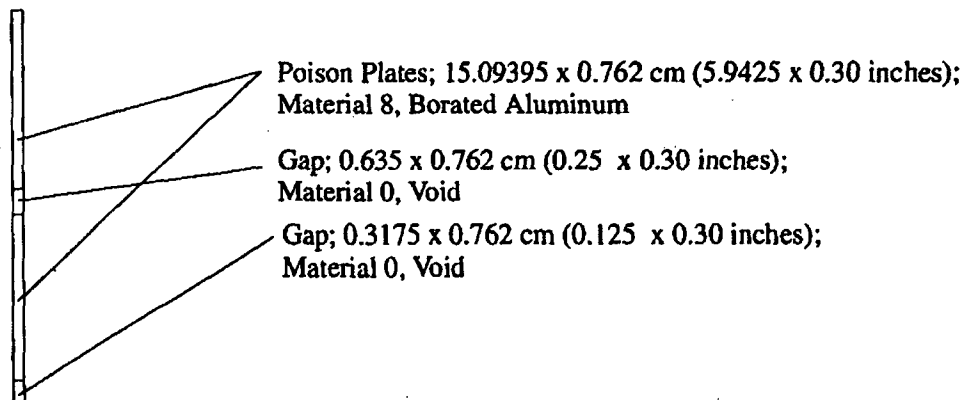 Poison Plates; 15.09395 x 0.762 cm (5.9425 x 0.30 inches);
Material 8, Borated Aluminum
Gap; 0.635 x 0.762 cm (0.25 x 0.30 inches);
Material 0, Void
Gap; 0.3175 x 0.762 cm (0.125 x 0.30 inches);
Material 0, Void